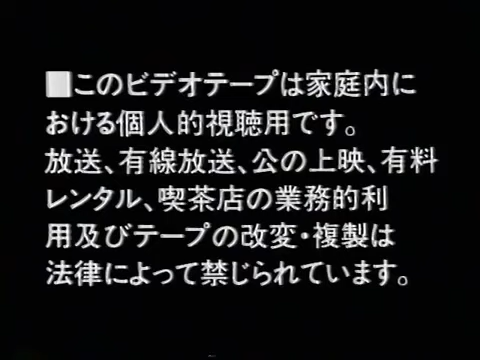 ■このビデオテープは家庭内に
おける個人的視聴用です。
放送、有線放送、公の上映、有料
レンタル、喫茶店の業務的利
用及びテープの改変・複製は
法律によって禁じられています。